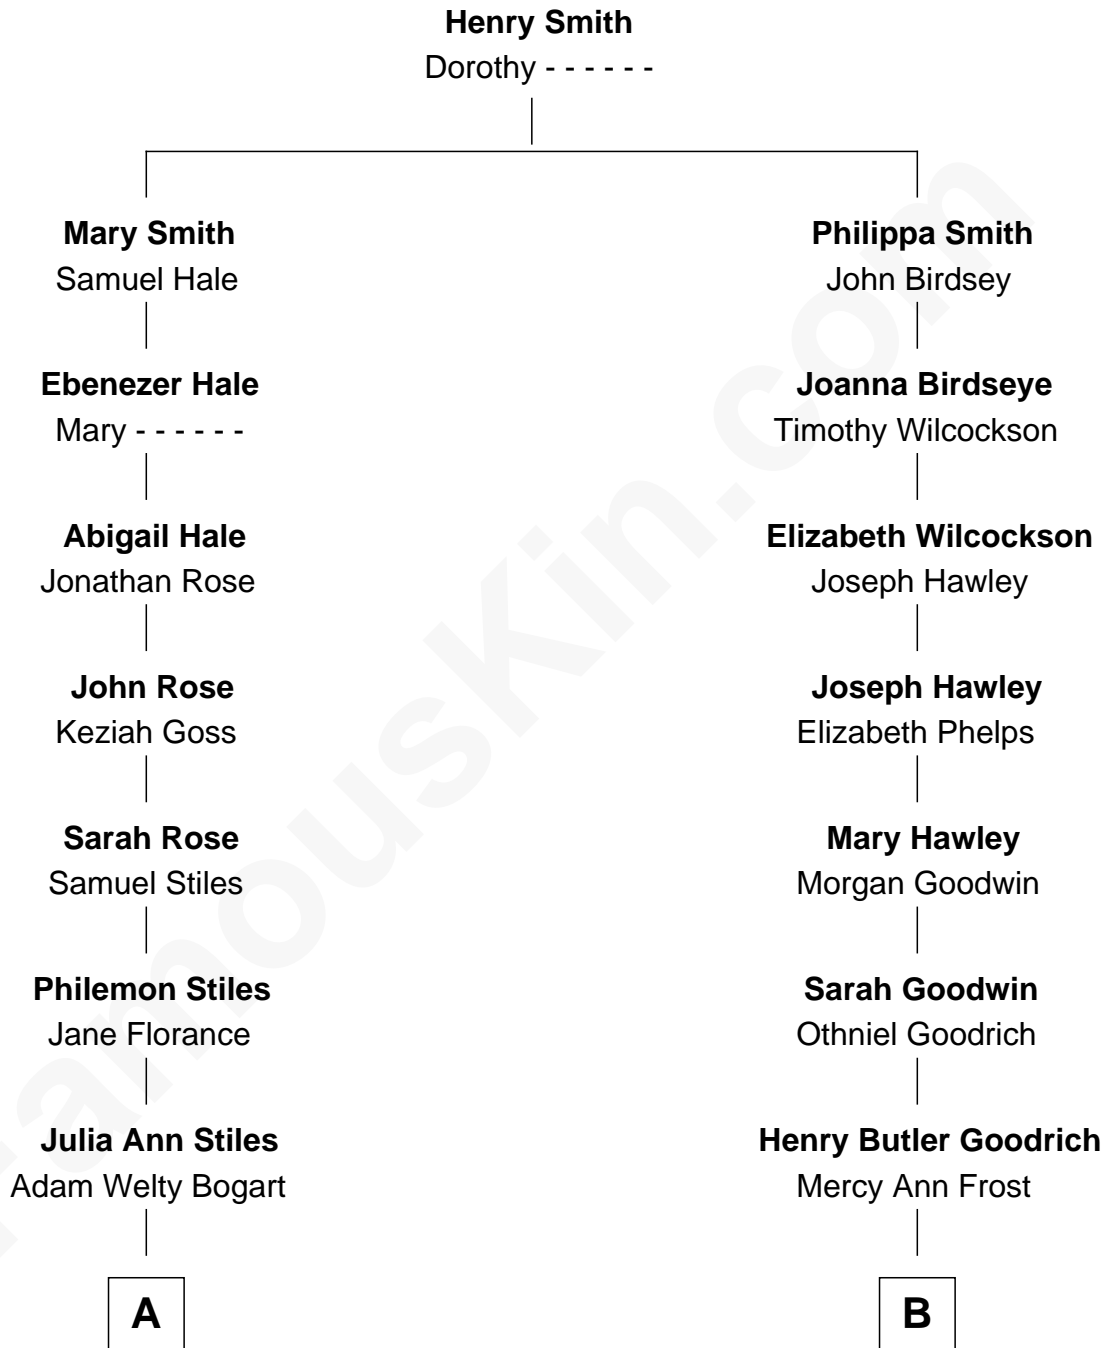 Henry Smith
Dorothy - - - - - -
Mary Smith
Samuel Hale
Philippa Smith
John Birdsey
Ebenezer Hale
Mary - - - - - -
Joanna Birdseye
Timothy Wilcockson
Abigail Hale
Jonathan Rose
Elizabeth Wilcockson
Joseph Hawley
John Rose
Keziah Goss
Joseph Hawley
Elizabeth Phelps
Sarah Rose
Samuel Stiles
Mary Hawley
Morgan Goodwin
Philemon Stiles
Jane Florance
Sarah Goodwin
Othniel Goodrich
Julia Ann Stiles
Adam Welty Bogart
Henry Butler Goodrich
Mercy Ann Frost
A
B
FamousKin.com